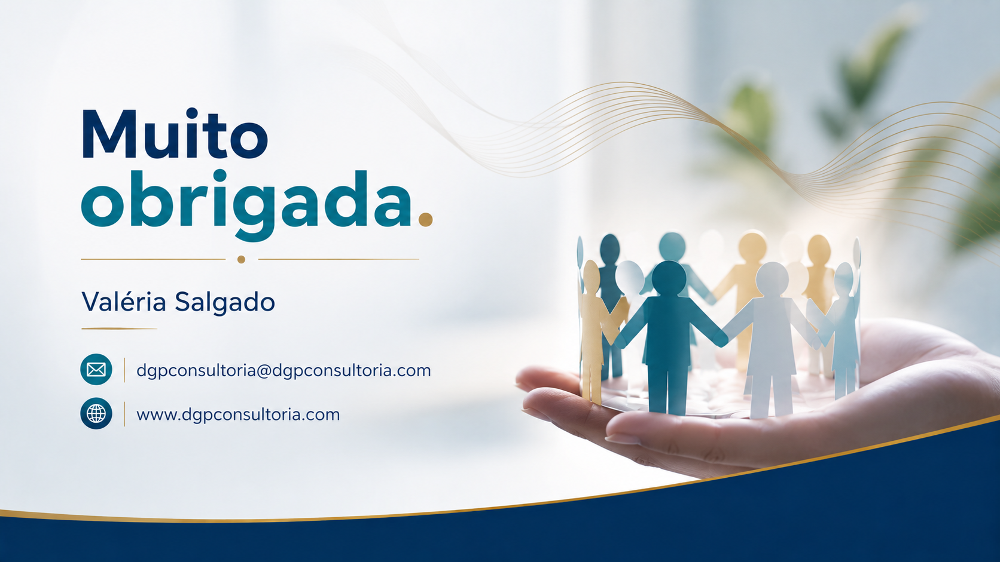 Muito
obrigada.
Valéria Salgado
dgpconsultoria@dgpconsultoria.com
www.dgpconsultoria.com